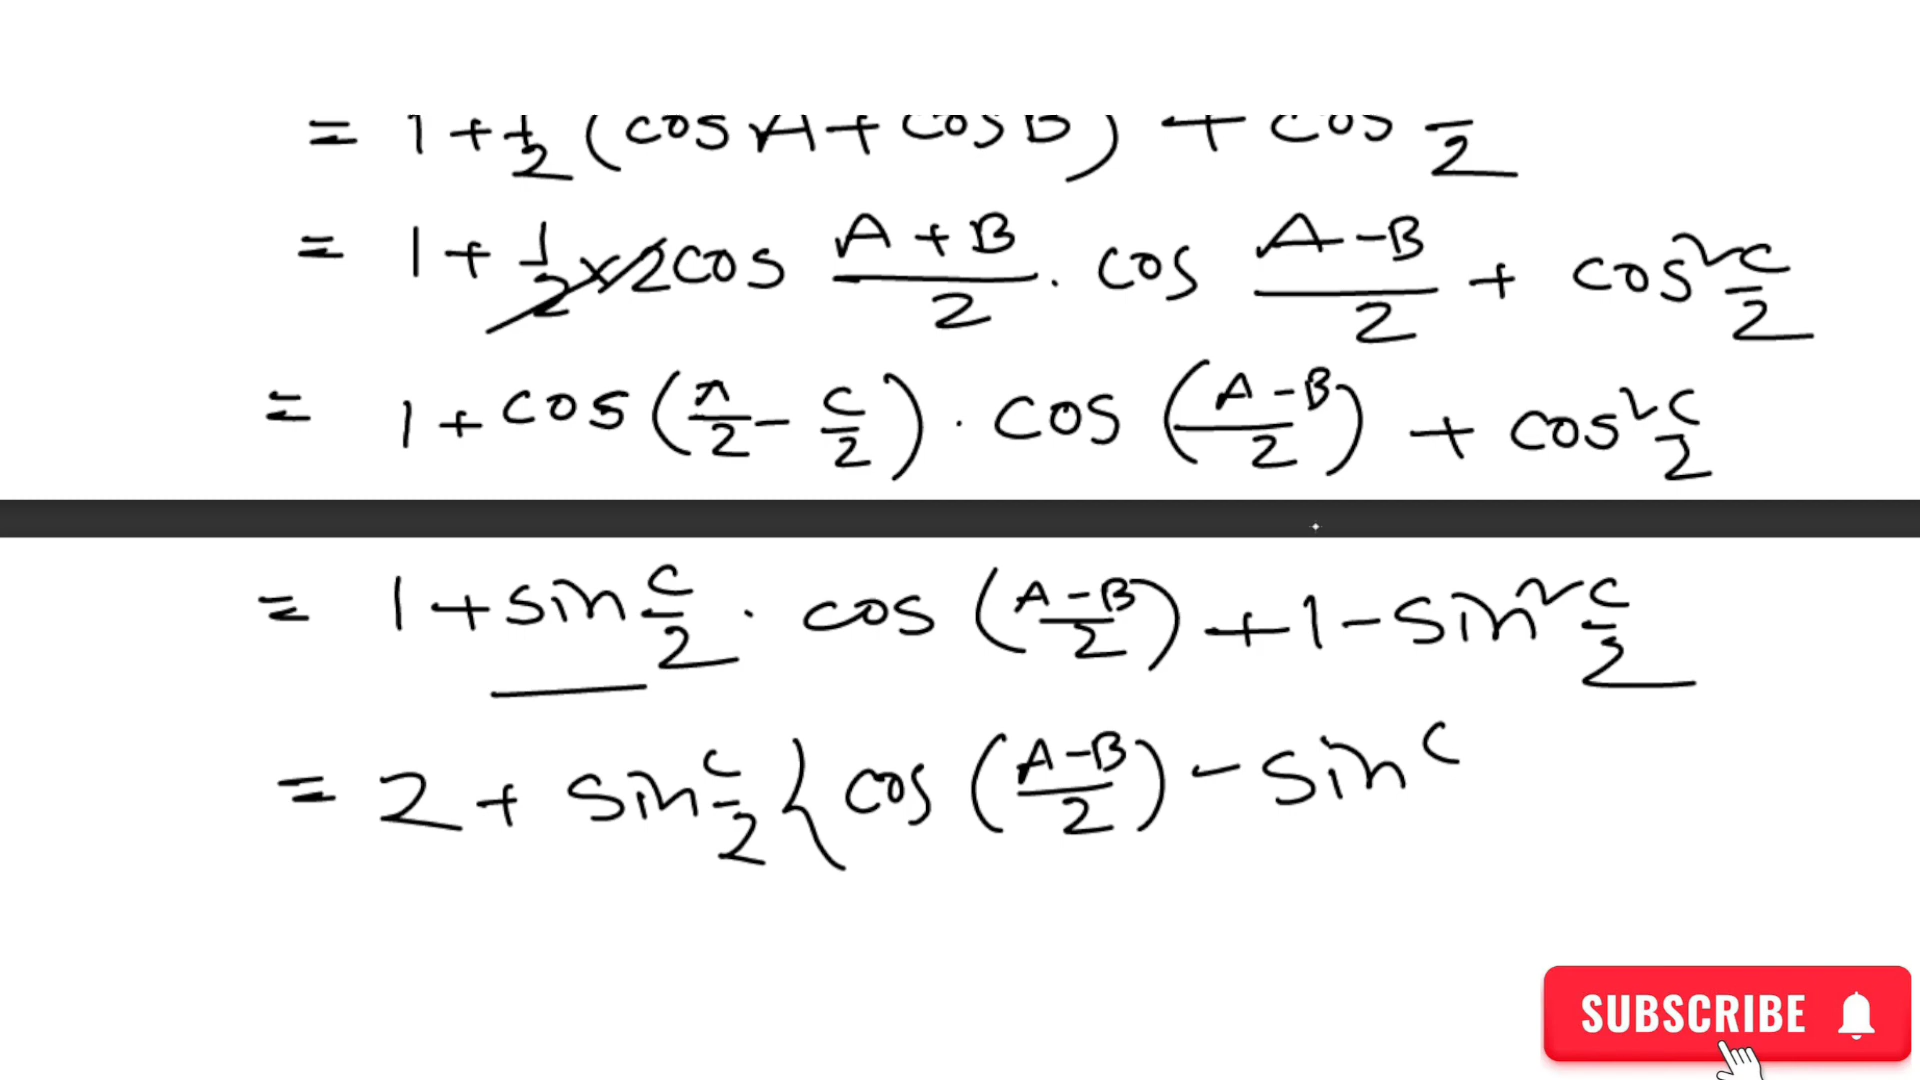 = 1 + 1/2 (cos A + cos B) + cos /2
= 1 + 1/2 × 2 cos (A + B)/2 . cos (A - B)/2 + cos² C/2
= 1 + cos (π/2 - C/2) . cos ((A - B)/2) + cos² C/2
= 1 + sin C/2 . cos ((A - B)/2) + 1 - sin² C/2
= 2 + sin C/2 { cos ((A - B)/2) - sin C
SUBSCRIBE